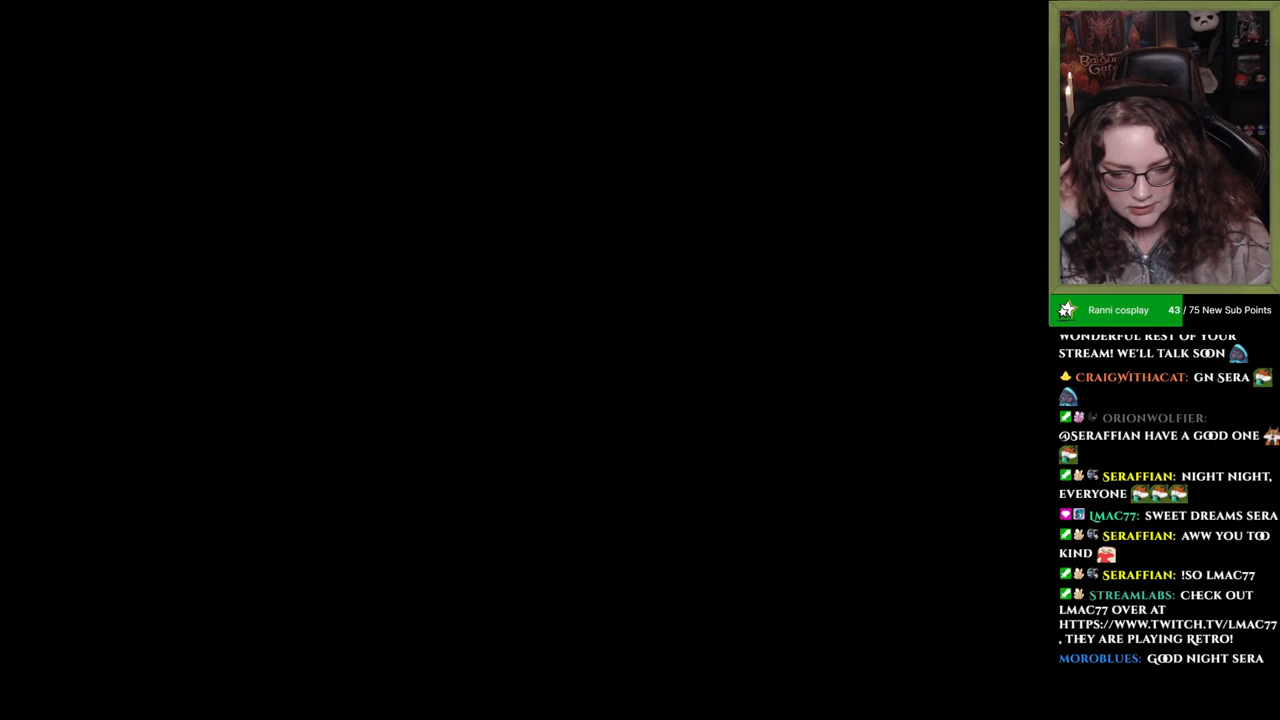 Baldur's
Gate
Ranni cosplay 43 / 75 New Sub Points
WONDERFUL REST OF YOUR
STREAM! WE'LL TALK SOON
CRAIGWITHACAT: GN SERA
ORIONWOLFIER:
@SERAFFIAN HAVE A GOOD ONE
SERAFFIAN: NIGHT NIGHT,
EVERYONE
LMAC77: SWEET DREAMS SERA
SERAFFIAN: AWW YOU TOO
KIND
SERAFFIAN: !SO LMAC77
STREAMLABS: CHECK OUT
LMAC77 OVER AT
HTTPS://WWW.TWITCH.TV/LMAC77
, THEY ARE PLAYING RETRO!
MOROBLUES: GOOD NIGHT SERA